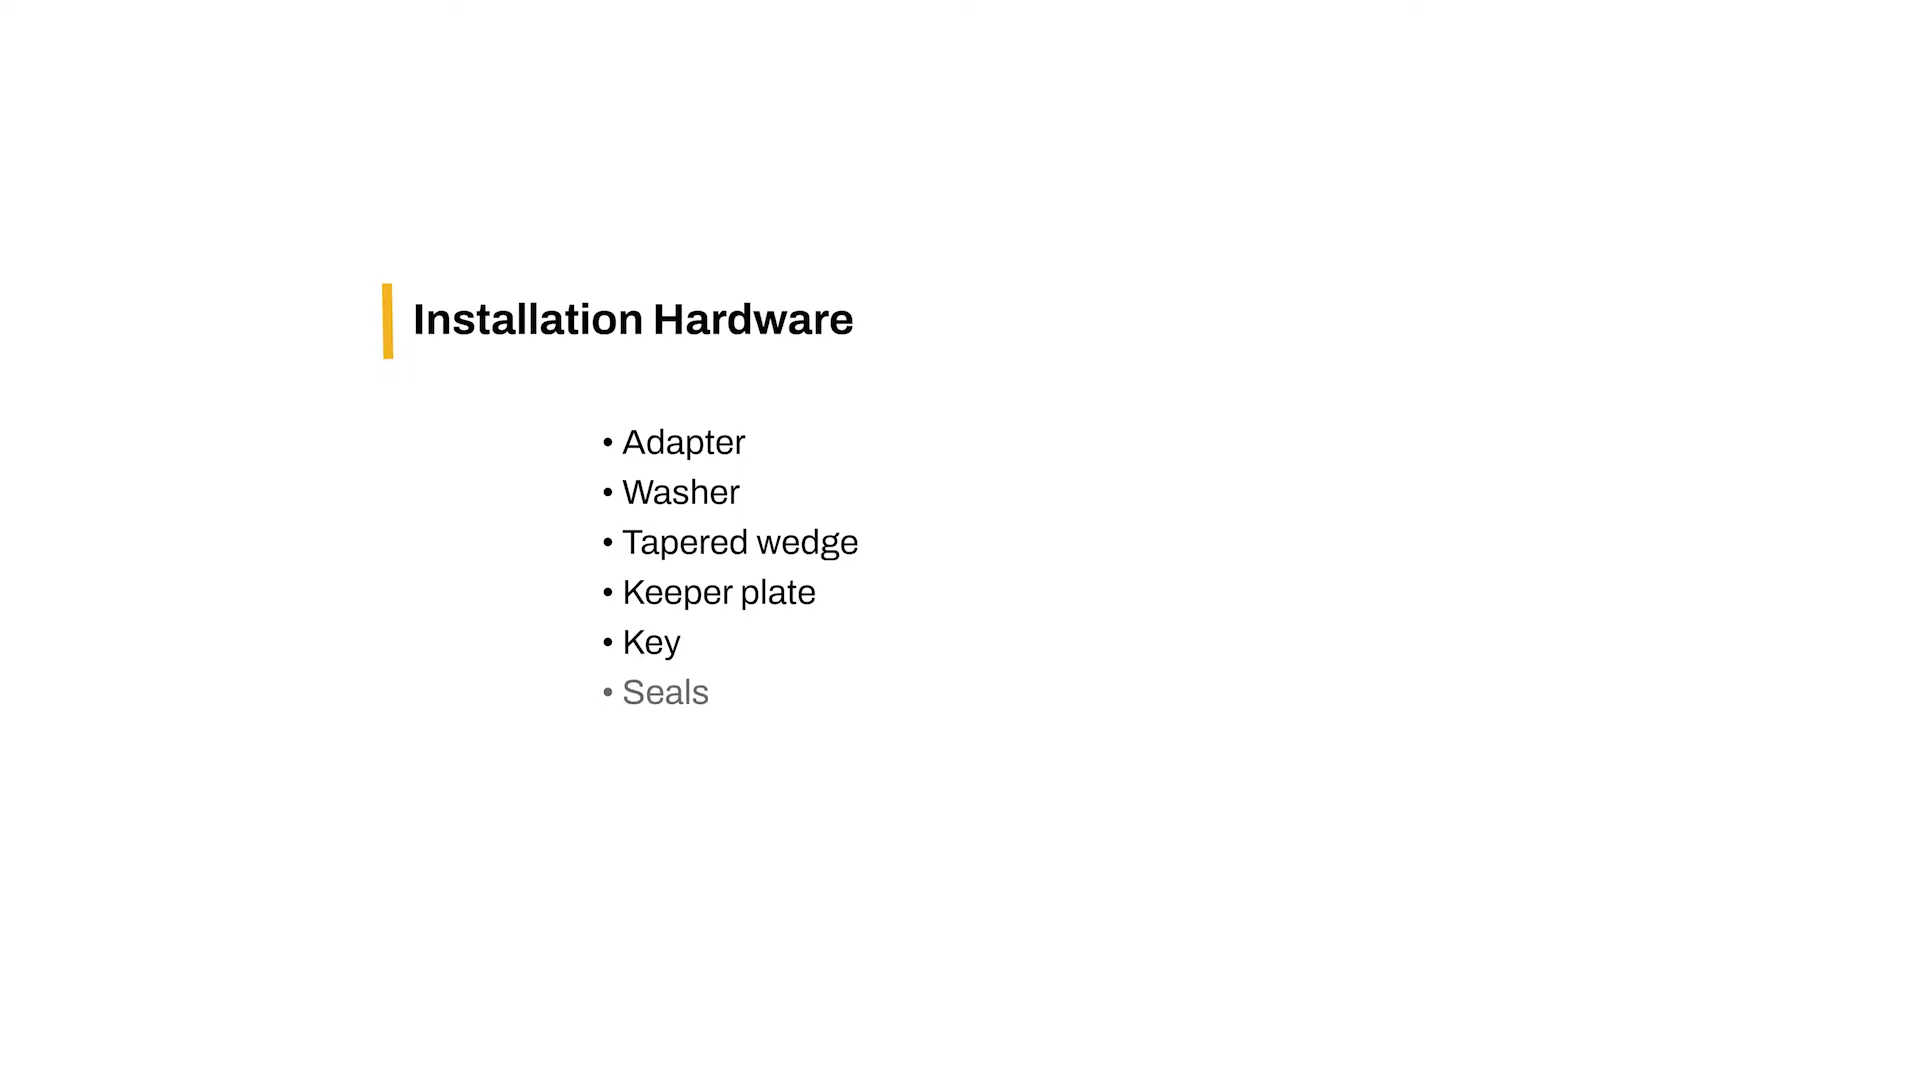 Installation Hardware
• Adapter
• Washer
• Tapered wedge
• Keeper plate
• Key
• Seals